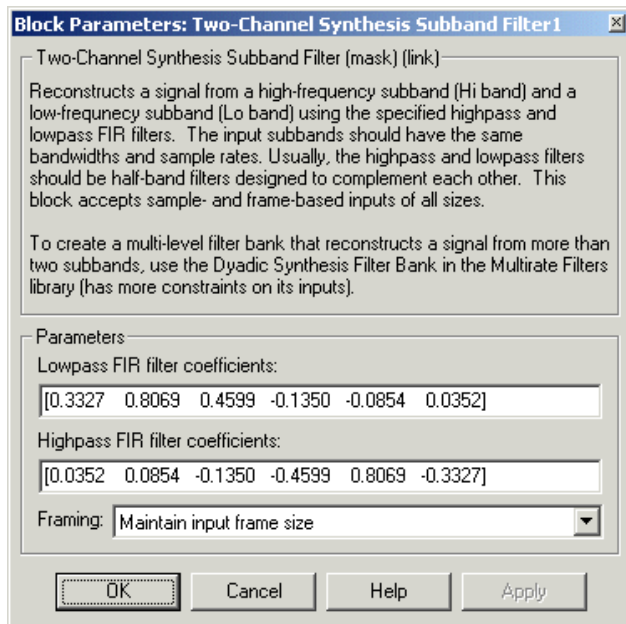 Block Parameters: Two-Channel Synthesis Subband Filter1
Two-Channel Synthesis Subband Filter (mask) (link)
Reconstructs a signal from a high-frequency subband (Hi band) and a
low-frequnecy subband (Lo band) using the specified highpass and
lowpass FIR filters. The input subbands should have the same
bandwidths and sample rates. Usually, the highpass and lowpass filters
should be half-band filters designed to complement each other. This
block accepts sample- and frame-based inputs of all sizes.
To create a multi-level filter bank that reconstructs a signal from more than
two subbands, use the Dyadic Synthesis Filter Bank in the Multirate Filters
library (has more constraints on its inputs).
Parameters
Lowpass FIR filter coefficients:
[0.3327 0.8069 0.4599 -0.1350 -0.0854 0.0352]
Highpass FIR filter coefficients:
[0.0352 0.0854 -0.1350 -0.4599 0.8069 -0.3327]
Framing: Maintain input frame size
OK Cancel Help Apply